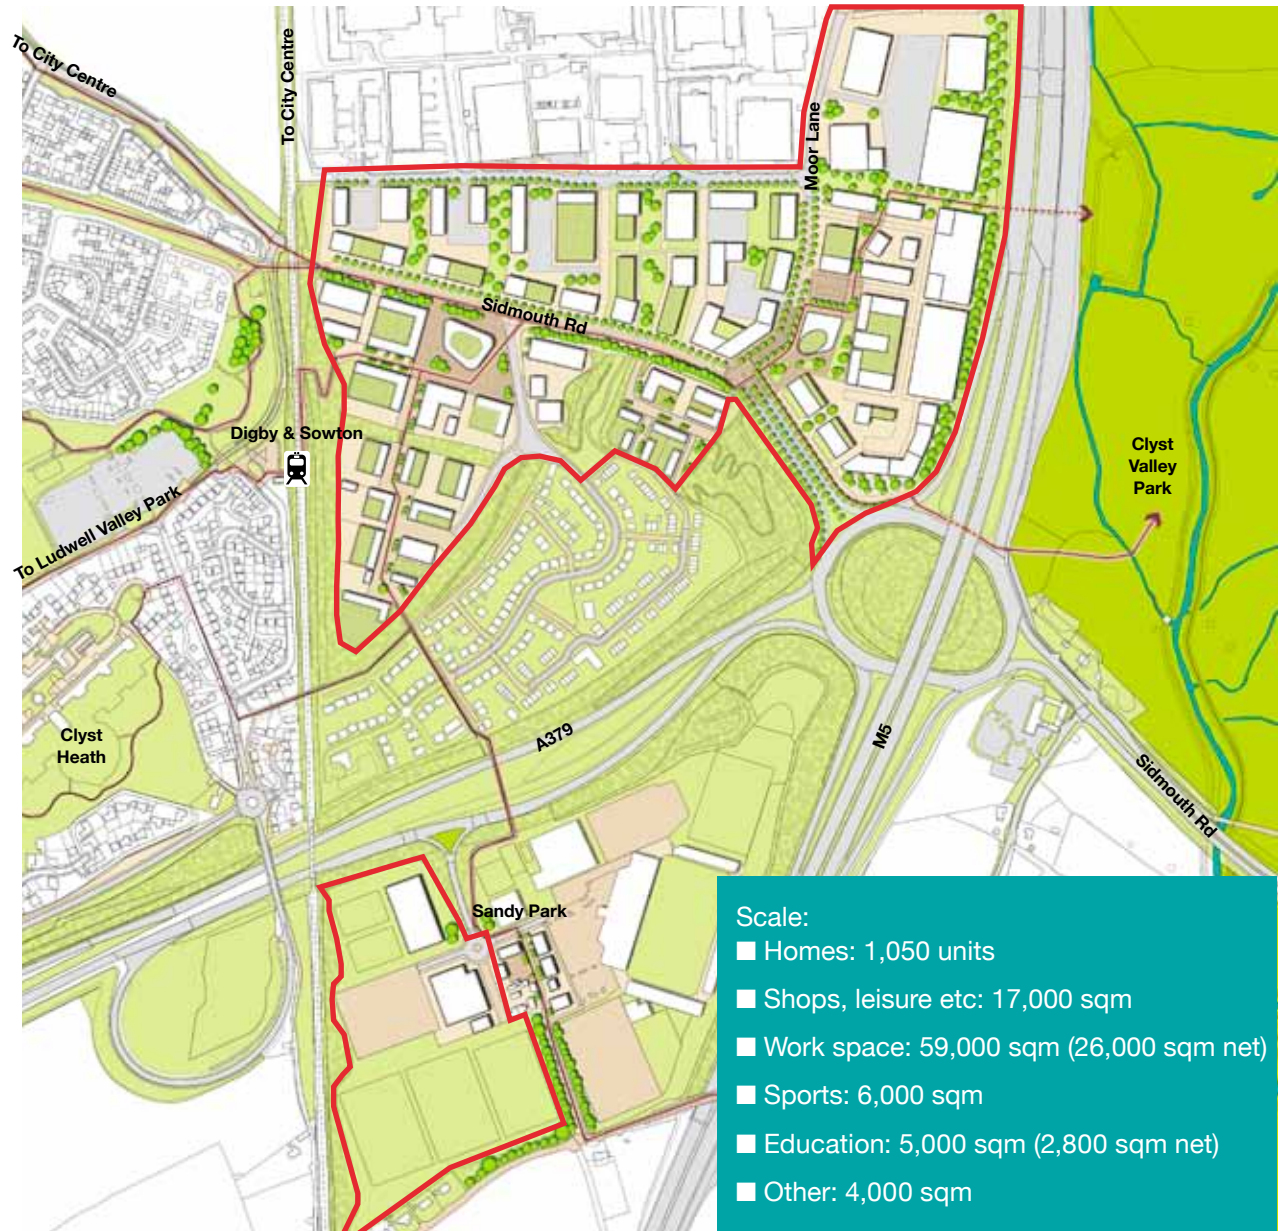 To City Centre
To City Centre
Moor Lane
Sidmouth Rd
Digby & Sowton
To Ludwell Valley Park
Clyst
Valley
Park
Clyst
Heath
A379
M5
Sidmouth Rd
Sandy Park
Scale:
■ Homes: 1,050 units
■ Shops, leisure etc: 17,000 sqm
■ Work space: 59,000 sqm (26,000 sqm net)
■ Sports: 6,000 sqm
■ Education: 5,000 sqm (2,800 sqm net)
■ Other: 4,000 sqm